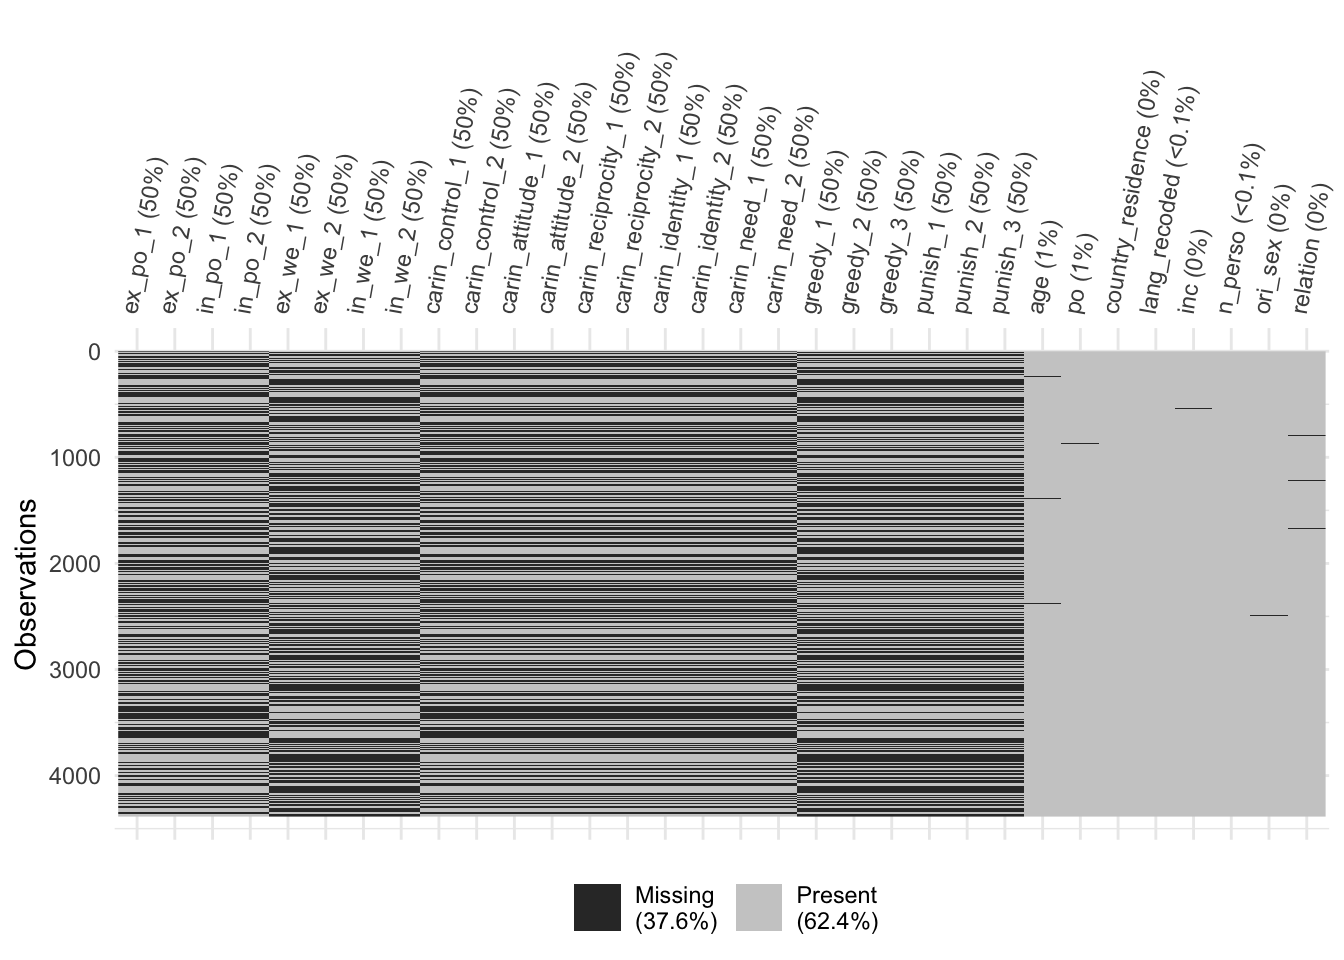 ex_po_1 (50%)
ex_po_2 (50%)
in_po_1 (50%)
in_po_2 (50%)
ex_we_1 (50%)
ex_we_2 (50%)
in_we_1 (50%)
in_we_2 (50%)
carin_control_1 (50%)
carin_control_2 (50%)
carin_attitude_1 (50%)
carin_attitude_2 (50%)
carin_reciprocity_1 (50%)
carin_reciprocity_2 (50%)
carin_identity_1 (50%)
carin_identity_2 (50%)
carin_need_1 (50%)
carin_need_2 (50%)
greedy_1 (50%)
greedy_2 (50%)
greedy_3 (50%)
punish_1 (50%)
punish_2 (50%)
punish_3 (50%)
age (1%)
po (1%)
country_residence (0%)
lang_recoded (<0.1%)
inc (0%)
n_perso (<0.1%)
ori_sex (0%)
relation (0%)
0
1000
2000
3000
4000
Observations
Missing
(37.6%)
Present
(62.4%)